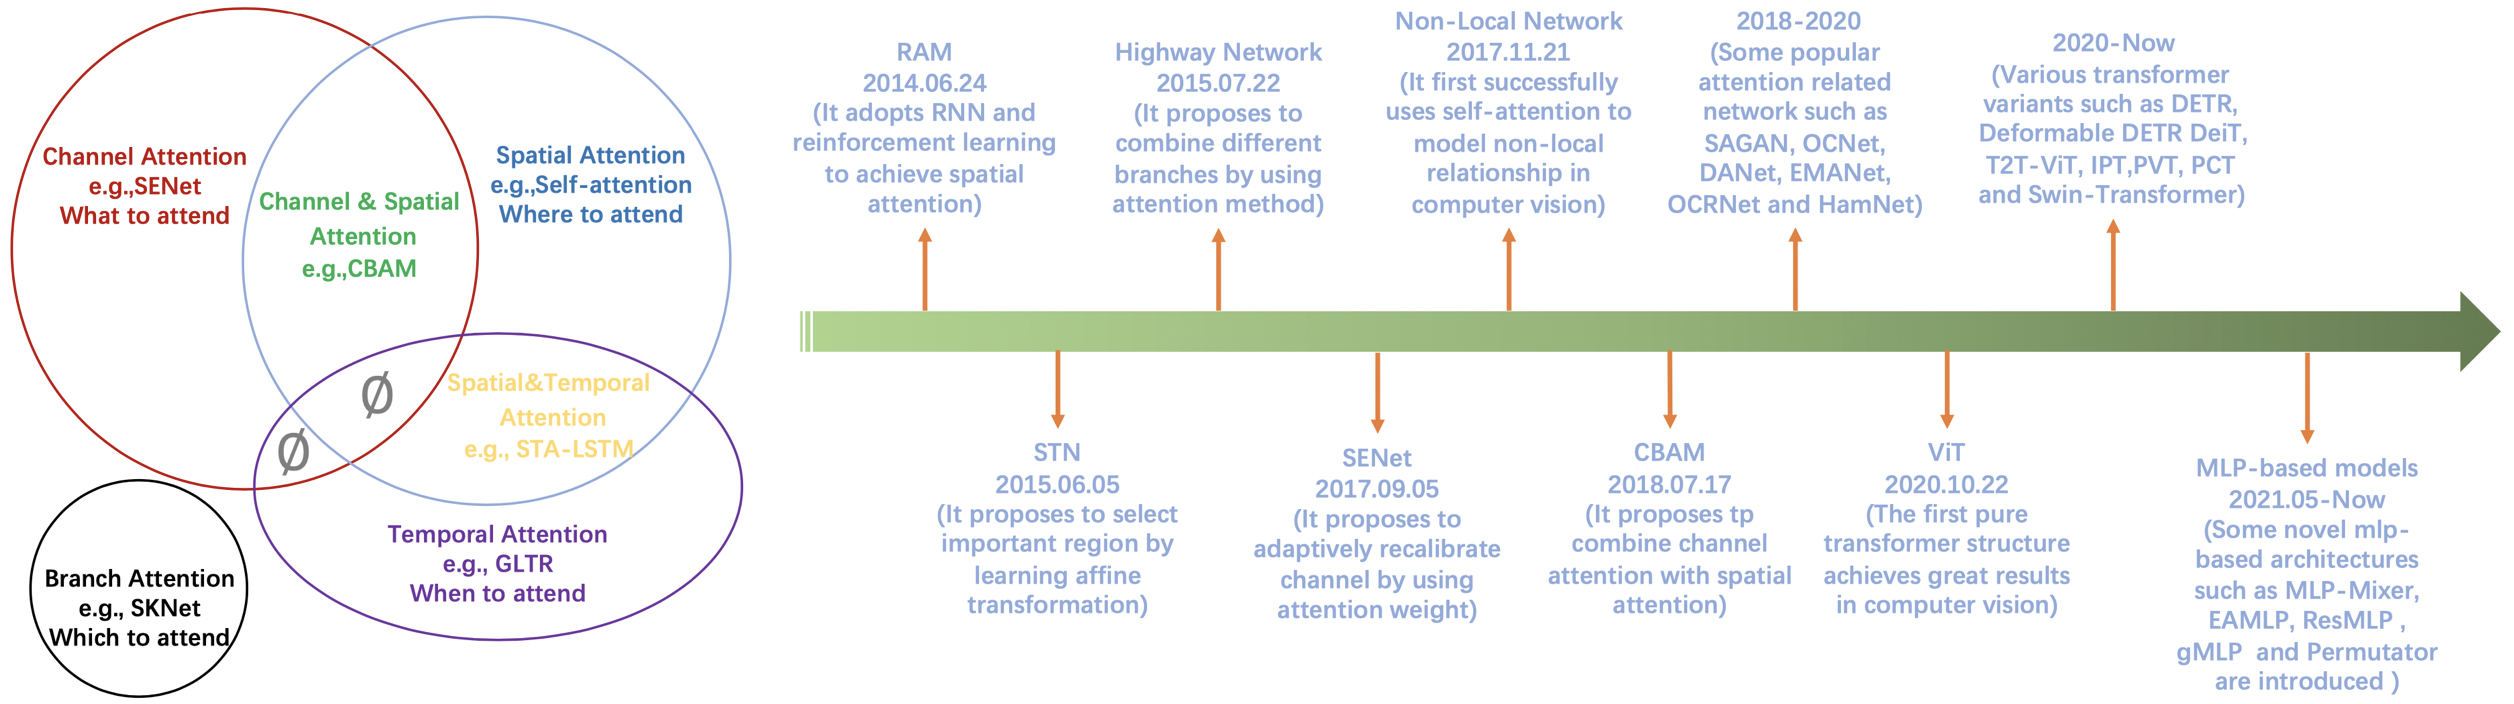 Channel Attention
e.g.,SENet
What to attend
Channel & Spatial
Attention
e.g.,CBAM
Spatial Attention
e.g.,Self-attention
Where to attend
∅
∅
Spatial&Temporal
Attention
e.g., STA-LSTM
Temporal Attention
e.g., GLTR
When to attend
Branch Attention
e.g., SKNet
Which to attend
RAM
2014.06.24
(It adopts RNN and
reinforcement learning
to achieve spatial
attention)
Highway Network
2015.07.22
(It proposes to
combine different
branches by using
attention method)
Non-Local Network
2017.11.21
(It first successfully
uses self-attention to
model non-local
relationship in
computer vision)
2018-2020
(Some popular
attention related
network such as
SAGAN, OCNet,
DANet, EMANet,
OCRNet and HamNet)
2020-Now
(Various transformer
variants such as DETR,
Deformable DETR DeiT,
T2T-ViT, IPT,PVT, PCT
and Swin-Transformer)
STN
2015.06.05
(It proposes to select
important region by
learning affine
transformation)
SENet
2017.09.05
(It proposes to
adaptively recalibrate
channel by using
attention weight)
CBAM
2018.07.17
(It proposes tp
combine channel
attention with spatial
attention)
ViT
2020.10.22
(The first pure
transformer structure
achieves great results
in computer vision)
MLP-based models
2021.05-Now
(Some novel mlp-
based architectures
such as MLP-Mixer,
EAMLP, ResMLP ,
gMLP and Permutator
are introduced )